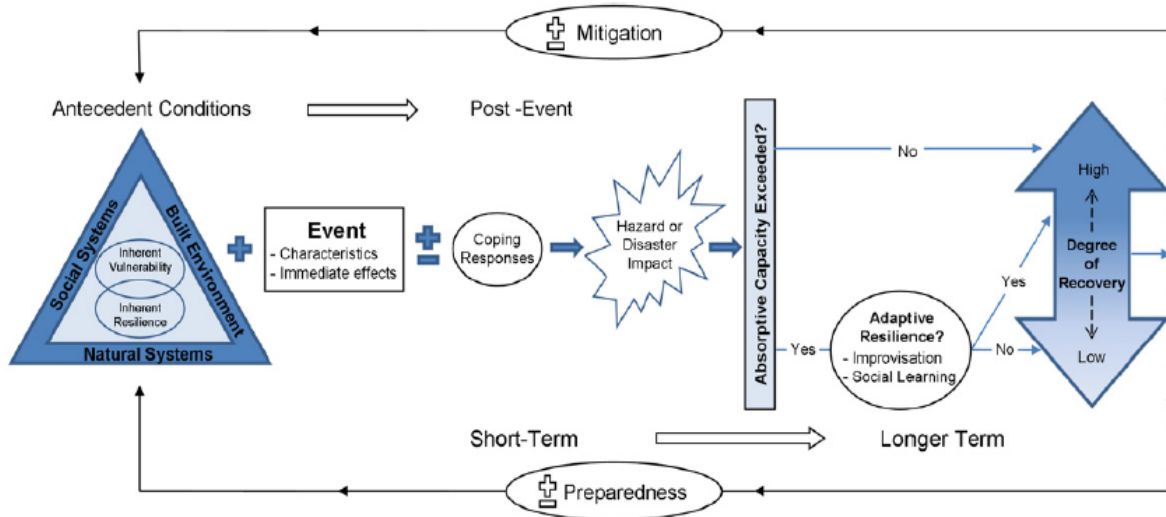 ± Mitigation
Antecedent Conditions
Post -Event
Social Systems
Built Environment
Natural Systems
Inherent
Vulnerability
Inherent
Resilience
+
Event
- Characteristics
- Immediate effects
±
Coping
Responses
Hazard or
Disaster
Impact
Absorptive Capacity Exceeded?
No
Yes
Adaptive
Resilience?
- Improvisation
- Social Learning
Yes
No
High
Degree
of
Recovery
Low
Short-Term
Longer Term
± Preparedness